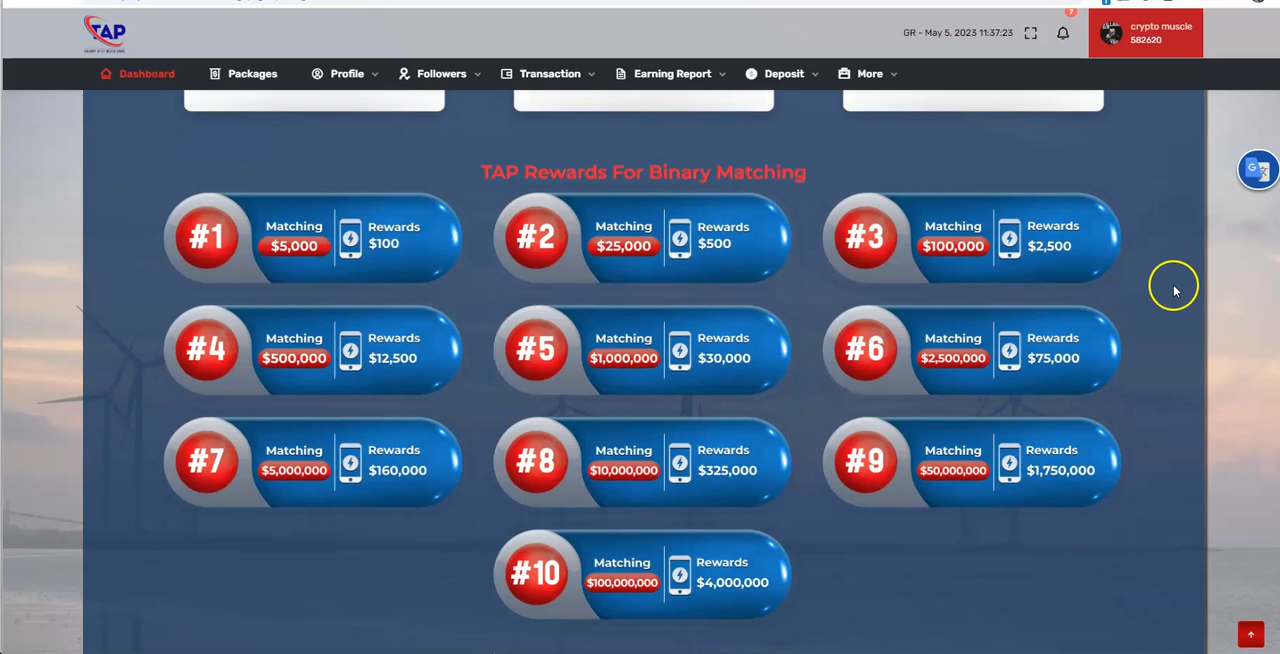 TAP
GR - May 5, 2023 11:37:23
7
crypto muscle
582620
Dashboard
Packages
Profile
Followers
Transaction
Earning Report
Deposit
More
TAP Rewards For Binary Matching
#1 Matching $5,000 Rewards $100
#2 Matching $25,000 Rewards $500
#3 Matching $100,000 Rewards $2,500
#4 Matching $500,000 Rewards $12,500
#5 Matching $1,000,000 Rewards $30,000
#6 Matching $2,500,000 Rewards $75,000
#7 Matching $5,000,000 Rewards $160,000
#8 Matching $10,000,000 Rewards $325,000
#9 Matching $50,000,000 Rewards $1,750,000
#10 Matching $100,000,000 Rewards $4,000,000